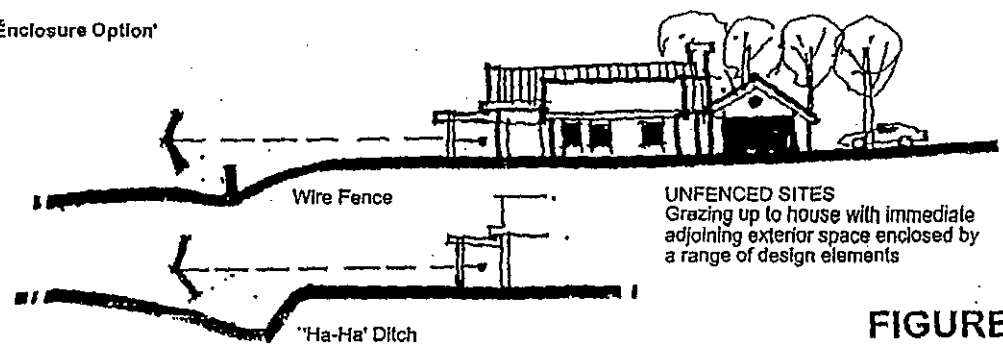 Enclosure Option'
Wire Fence
UNFENCED SITES
Grazing up to house with immediate
adjoining exterior space enclosed by
a range of design elements
"Ha-Ha' Ditch
FIGURE